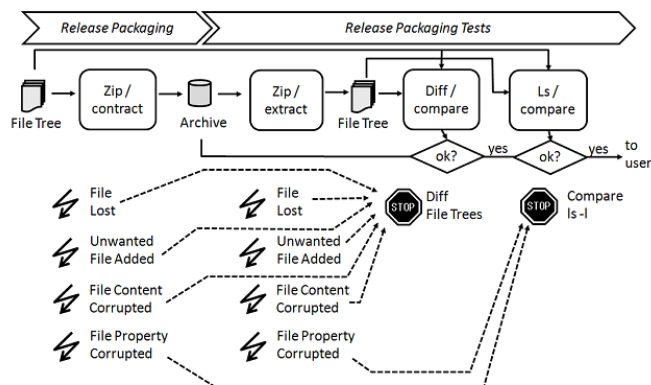 Release Packaging
Release Packaging Tests
File Tree
Zip /
contract
Archive
Zip /
extract
File Tree
Diff /
compare
Ls /
compare
ok?
yes
ok?
yes
to
user
File
Lost
File
Lost
STOP
Diff
File Trees
STOP
Compare
ls -l
Unwanted
File Added
Unwanted
File Added
File Content
Corrupted
File Content
Corrupted
File Property
Corrupted
File Property
Corrupted